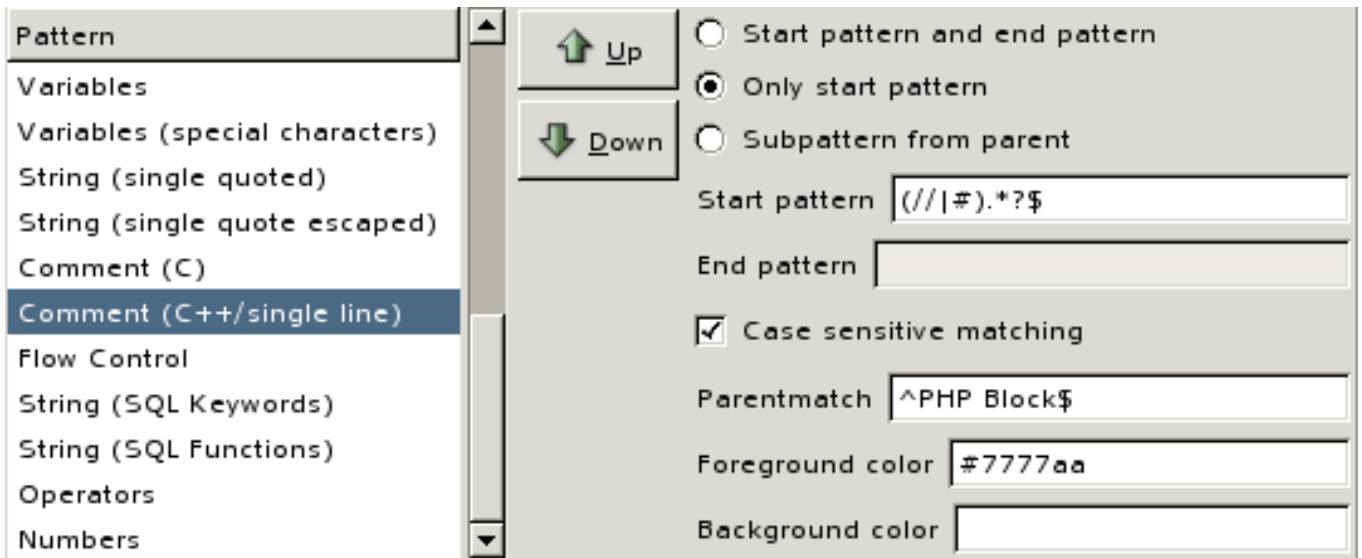 Pattern
Variables
Variables (special characters)
String (single quoted)
String (single quote escaped)
Comment (C)
Comment (C++/single line)
Flow Control
String (SQL Keywords)
String (SQL Functions)
Operators
Numbers
Up
Down
Start pattern and end pattern
Only start pattern
Subpattern from parent
Start pattern (//|#).*?$
End pattern
Case sensitive matching
Parentmatch ^PHP Block$
Foreground color #7777aa
Background color